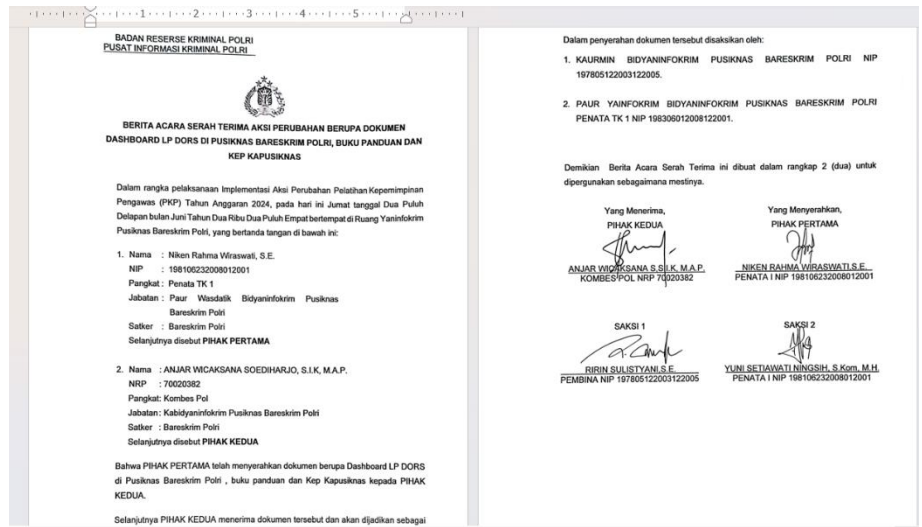 BADAN RESERSE KRIMINAL POLRI
PUSAT INFORMASI KRIMINAL POLRI
BERITA ACARA SERAH TERIMA AKSI PERUBAHAN BERUPA DOKUMEN
DASHBOARD LP DORS DI PUSIKNAS BARESKRIM POLRI, BUKU PANDUAN DAN
KEP KAPUSIKNAS
Dalam rangka pelaksanaan Implementasi Aksi Perubahan Pelatihan Kepemimpinan
Pengawas (PKP) Tahun Anggaran 2024, pada hari ini Jumat tanggal Dua Puluh
Delapan bulan Juni Tahun Dua Ribu Dua Puluh Empat bertempat di Ruang Yaninfokrim
Pusiknas Bareskrim Polri, yang bertanda tangan di bawah ini:
1. Nama : Niken Rahma Wiraswati, S.E.
NIP : 198106232008012001
Pangkat : Penata TK 1
Jabatan : Paur Wasdatik Bidyaninfokrim Pusiknas
Bareskrim Polri
Satker : Bareskrim Polri
Selanjutnya disebut PIHAK PERTAMA
2. Nama : ANJAR WICAKSANA SOEDIHARJO, S.I.K, M.A.P.
NRP : 70020382
Pangkat: Kombes Pol
Jabatan: Kabidyaninfokrim Pusiknas Bareskrim Polri
Satker : Bareskrim Polri
Selanjutnya disebut PIHAK KEDUA
Bahwa PIHAK PERTAMA telah menyerahkan dokumen berupa Dashboard LP DORS
di Pusiknas Bareskrim Polri , buku panduan dan Kep Kapusiknas kepada PIHAK
KEDUA.
Selanjutnya PIHAK KEDUA menerima dokumen tersebut dan akan dijadikan sebagai
Dalam penyerahan dokumen tersebut disaksikan oleh:
1. KAURMIN BIDYANINFOKRIM PUSIKNAS BARESKRIM POLRI NIP
197805122003122005.
2. PAUR YAINFOKRIM BIDYANINFOKRIM PUSIKNAS BARESKRIM POLRI
PENATA TK 1 NIP 198306012008122001.
Demikian Berita Acara Serah Terima ini dibuat dalam rangkap 2 (dua) untuk
dipergunakan sebagaimana mestinya.
Yang Menerima,
PIHAK KEDUA
ANJAR WICAKSANA S,S.I.K, M.A.P.
KOMBES POL NRP 70020382
Yang Menyerahkan,
PIHAK PERTAMA
NIKEN RAHMA WIRASWATI,S.E.
PENATA I NIP 198106232008012001
SAKSI 1
RIRIN SULISTYANI,S.E.
PEMBINA NIP 197805122003122005
SAKSI 2
YUNI SETIAWATI NINGSIH, S.Kom, M.H.
PENATA I NIP 198106232008012001